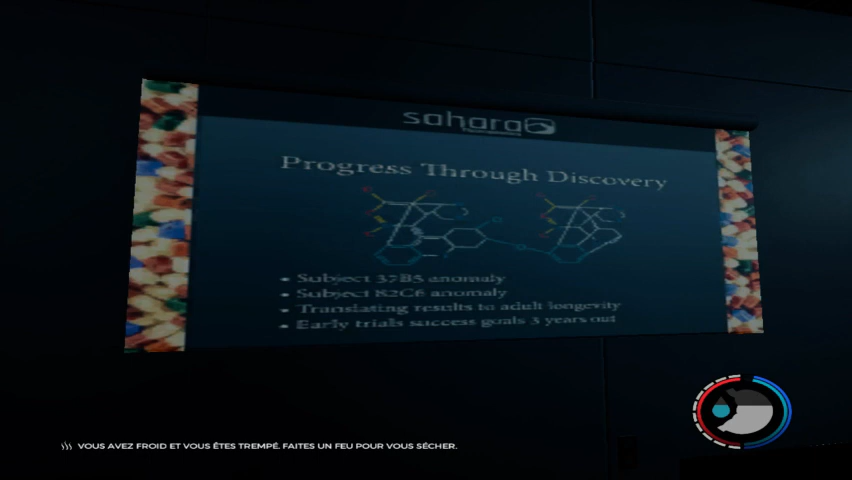 sahara
Progress Through Discovery
• Subject 37B5 anomaly
• Subject 82C6 anomaly
• Translating results to adult longevity
• Early trials success goals 3 years out
VOUS AVEZ FROID ET VOUS ÊTES TREMPÉ. FAITES UN FEU POUR VOUS SÉCHER.